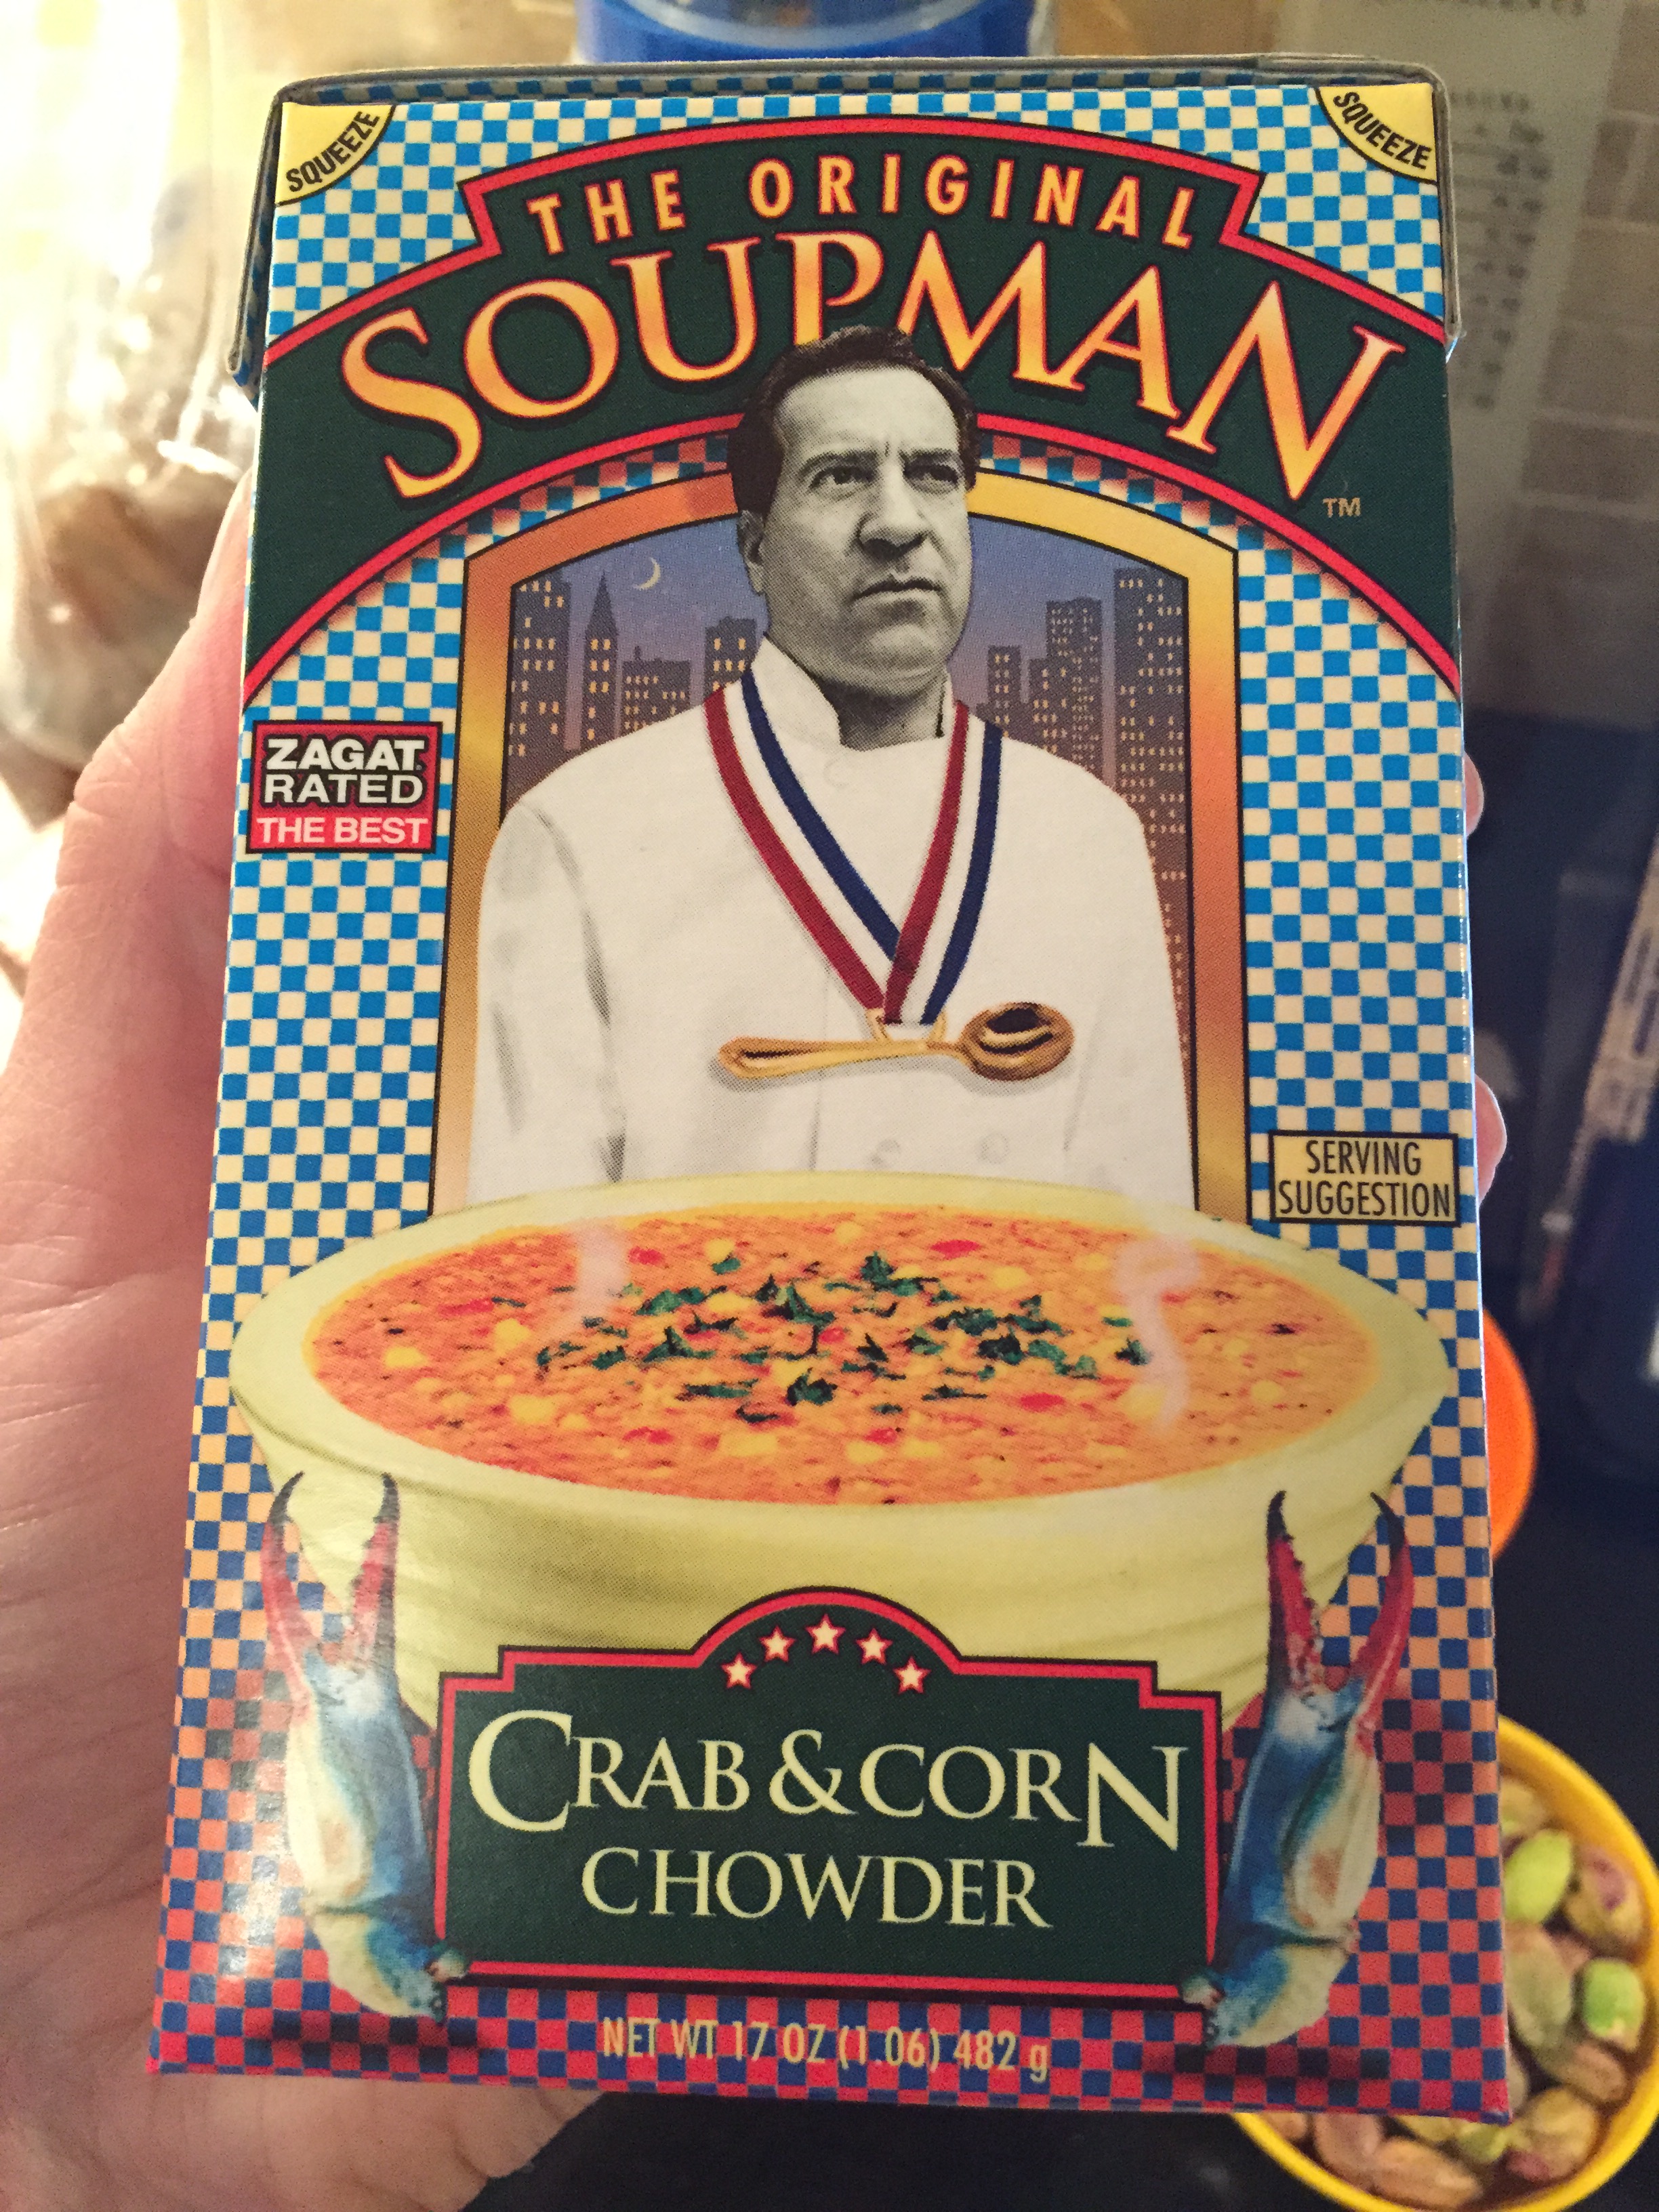 SQUEEZE
SQUEEZE
THE ORIGINAL
SOUPMAN
TM
ZAGAT
RATED
THE BEST
SERVING
SUGGESTION
CRAB & CORN
CHOWDER
NET WT 17 OZ (1.06) 482 g